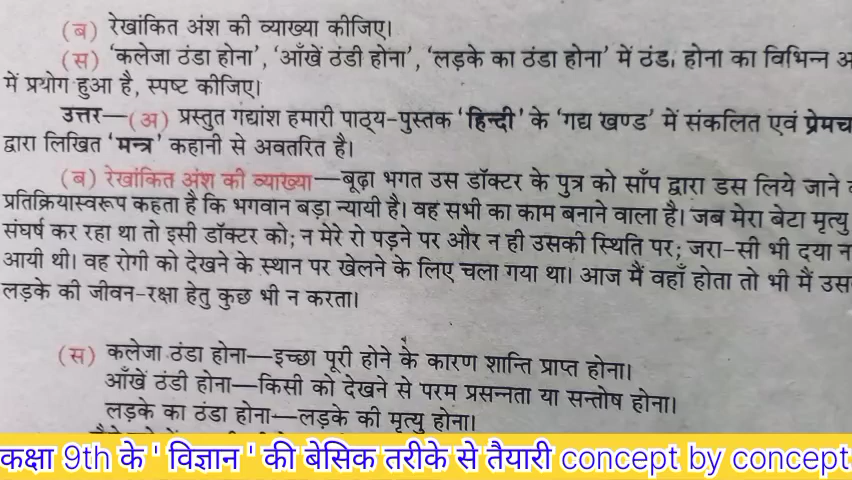 (ब) रेखांकित अंश की व्याख्या कीजिए।
(स) 'कलेजा ठंडा होना', 'आँखें ठंडी होना', 'लड़के का ठंडा होना' में ठंडा होना का विभिन्न
में प्रयोग हुआ है, स्पष्ट कीजिए।
उत्तर—(अ) प्रस्तुत गद्यांश हमारी पाठ्य-पुस्तक 'हिन्दी' के 'गद्य खण्ड' में संकलित एवं प्रेमच
द्वारा लिखित 'मन्त्र' कहानी से अवतरित है।
(ब) रेखांकित अंश की व्याख्या—बूढ़ा भगत उस डॉक्टर के पुत्र को साँप द्वारा डस लिये जाने
प्रतिक्रियास्वरूप कहता है कि भगवान बड़ा न्यायी है। वह सभी का काम बनाने वाला है। जब मेरा बेटा मृत्यु
संघर्ष कर रहा था तो इसी डॉक्टर को; न मेरे रो पड़ने पर और न ही उसकी स्थिति पर; जरा-सी भी दया न
आयी थी। वह रोगी को देखने के स्थान पर खेलने के लिए चला गया था। आज मैं वहाँ होता तो भी मैं उस
लड़के की जीवन-रक्षा हेतु कुछ भी न करता।
(स) कलेजा ठंडा होना—इच्छा पूरी होने के कारण शान्ति प्राप्त होना।
आँखें ठंडी होना—किसी को देखने से परम प्रसन्नता या सन्तोष होना।
लड़के का ठंडा होना—लड़के की मृत्यु होना।
कक्षा 9th के ' विज्ञान ' की बेसिक तरीके से तैयारी concept by concept